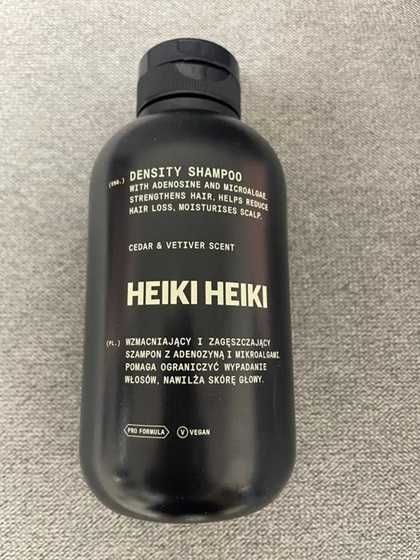 (ENG.) DENSITY SHAMPOO
WITH ADENOSINE AND MICROALGAE.
STRENGTHENS HAIR, HELPS REDUCE
HAIR LOSS, MOISTURISES SCALP.
CEDAR & VETIVER SCENT
HEIKI HEIKI
(PL.) WZMACNIAJĄCY I ZAGĘSZCZAJĄCY
SZAMPON Z ADENOZYNĄ I MIKROALGAMI.
POMAGA OGRANICZYĆ WYPADANIE
WŁOSÓW, NAWILŻA SKÓRĘ GŁOWY.
PRO FORMULA V VEGAN